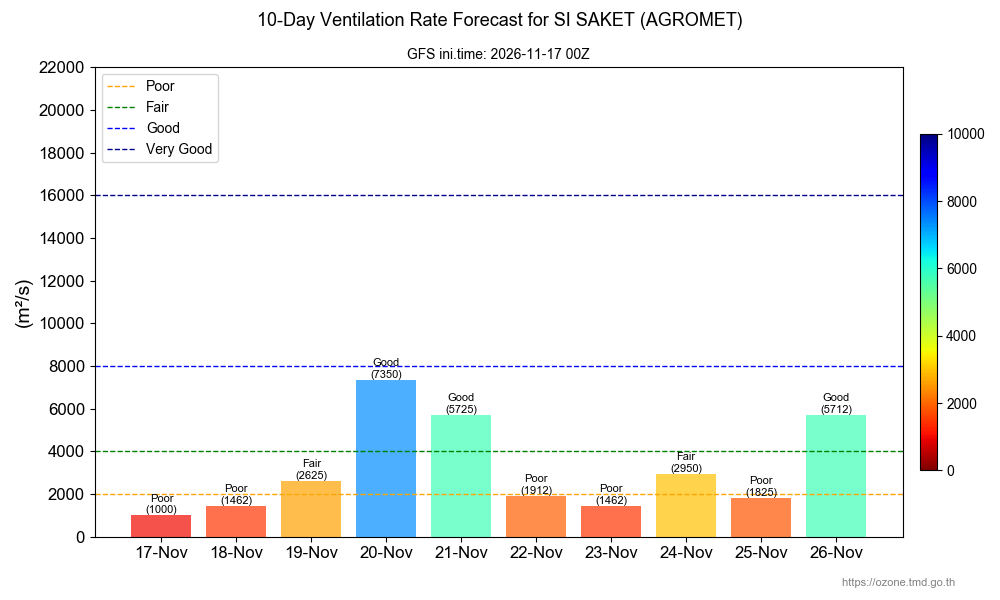 10-Day Ventilation Rate Forecast for SI SAKET (AGROMET)
GFS ini.time: 2026-11-17 00Z
22000
20000
18000
16000
14000
12000
10000
8000
6000
4000
2000
0
(m²/s)
Poor
Fair
Good
Very Good
Poor
(1000)
Poor
(1462)
Fair
(2625)
Good
(7350)
Good
(5725)
Poor
(1912)
Poor
(1462)
Fair
(2950)
Poor
(1825)
Good
(5712)
17-Nov 18-Nov 19-Nov 20-Nov 21-Nov 22-Nov 23-Nov 24-Nov 25-Nov 26-Nov
10000
8000
6000
4000
2000
0
https://ozone.tmd.go.th